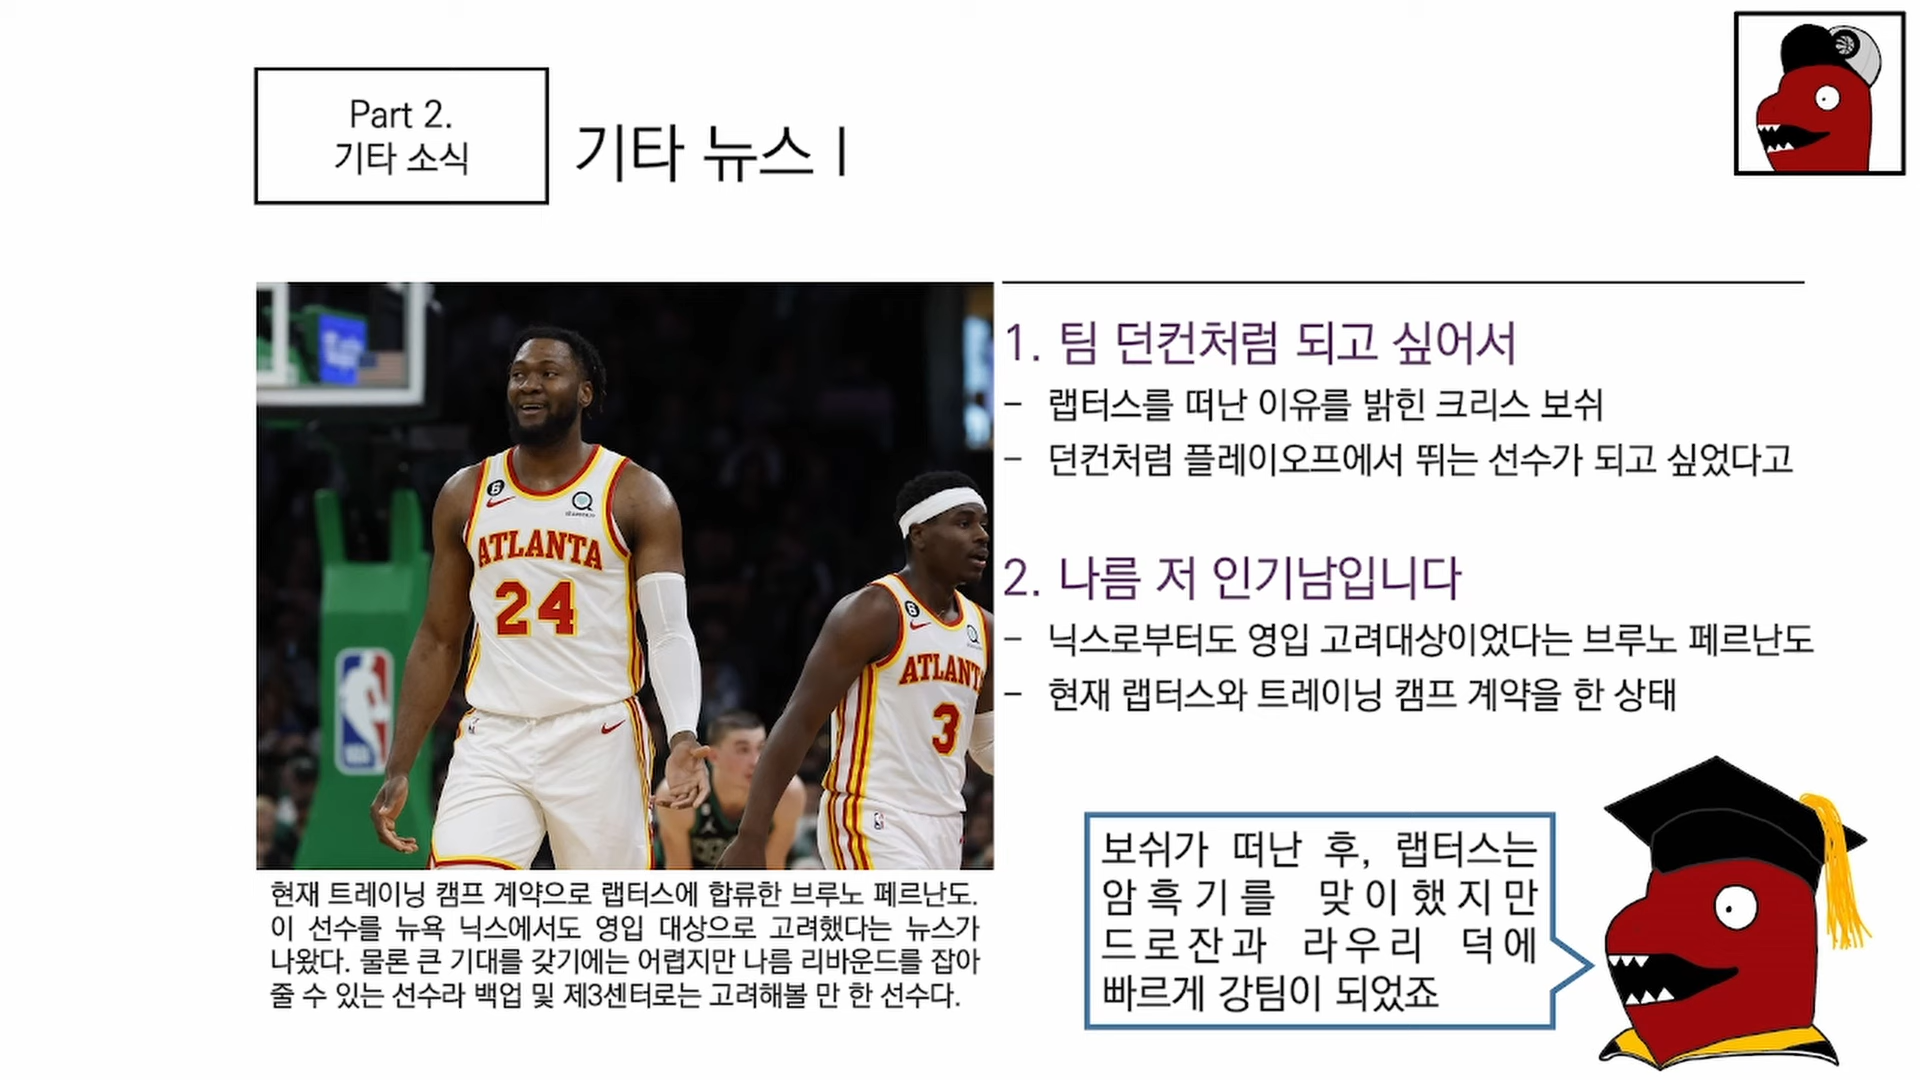 Part 2.
기타 소식
기타 뉴스 I
1. 팀 던컨처럼 되고 싶어서
- 랩터스를 떠난 이유를 밝힌 크리스 보쉬
- 던컨처럼 플레이오프에서 뛰는 선수가 되고 싶었다고
2. 나름 저 인기남입니다
- 닉스로부터도 영입 고려대상이었다는 브루노 페르난도
- 현재 랩터스와 트레이닝 캠프 계약을 한 상태
6
ATLANTA
24
6
ATLANT
3
현재 트레이닝 캠프 계약으로 랩터스에 합류한 브루노 페르난도.
이 선수를 뉴욕 닉스에서도 영입 대상으로 고려했다는 뉴스가
나왔다. 물론 큰 기대를 갖기에는 어렵지만 나름 리바운드를 잡아
줄 수 있는 선수라 백업 및 제3센터로는 고려해볼 만 한 선수다.
보쉬가 떠난 후, 랩터스는
암흑기를 맞이했지만
드로잔과 라우리 덕에
빠르게 강팀이 되었죠